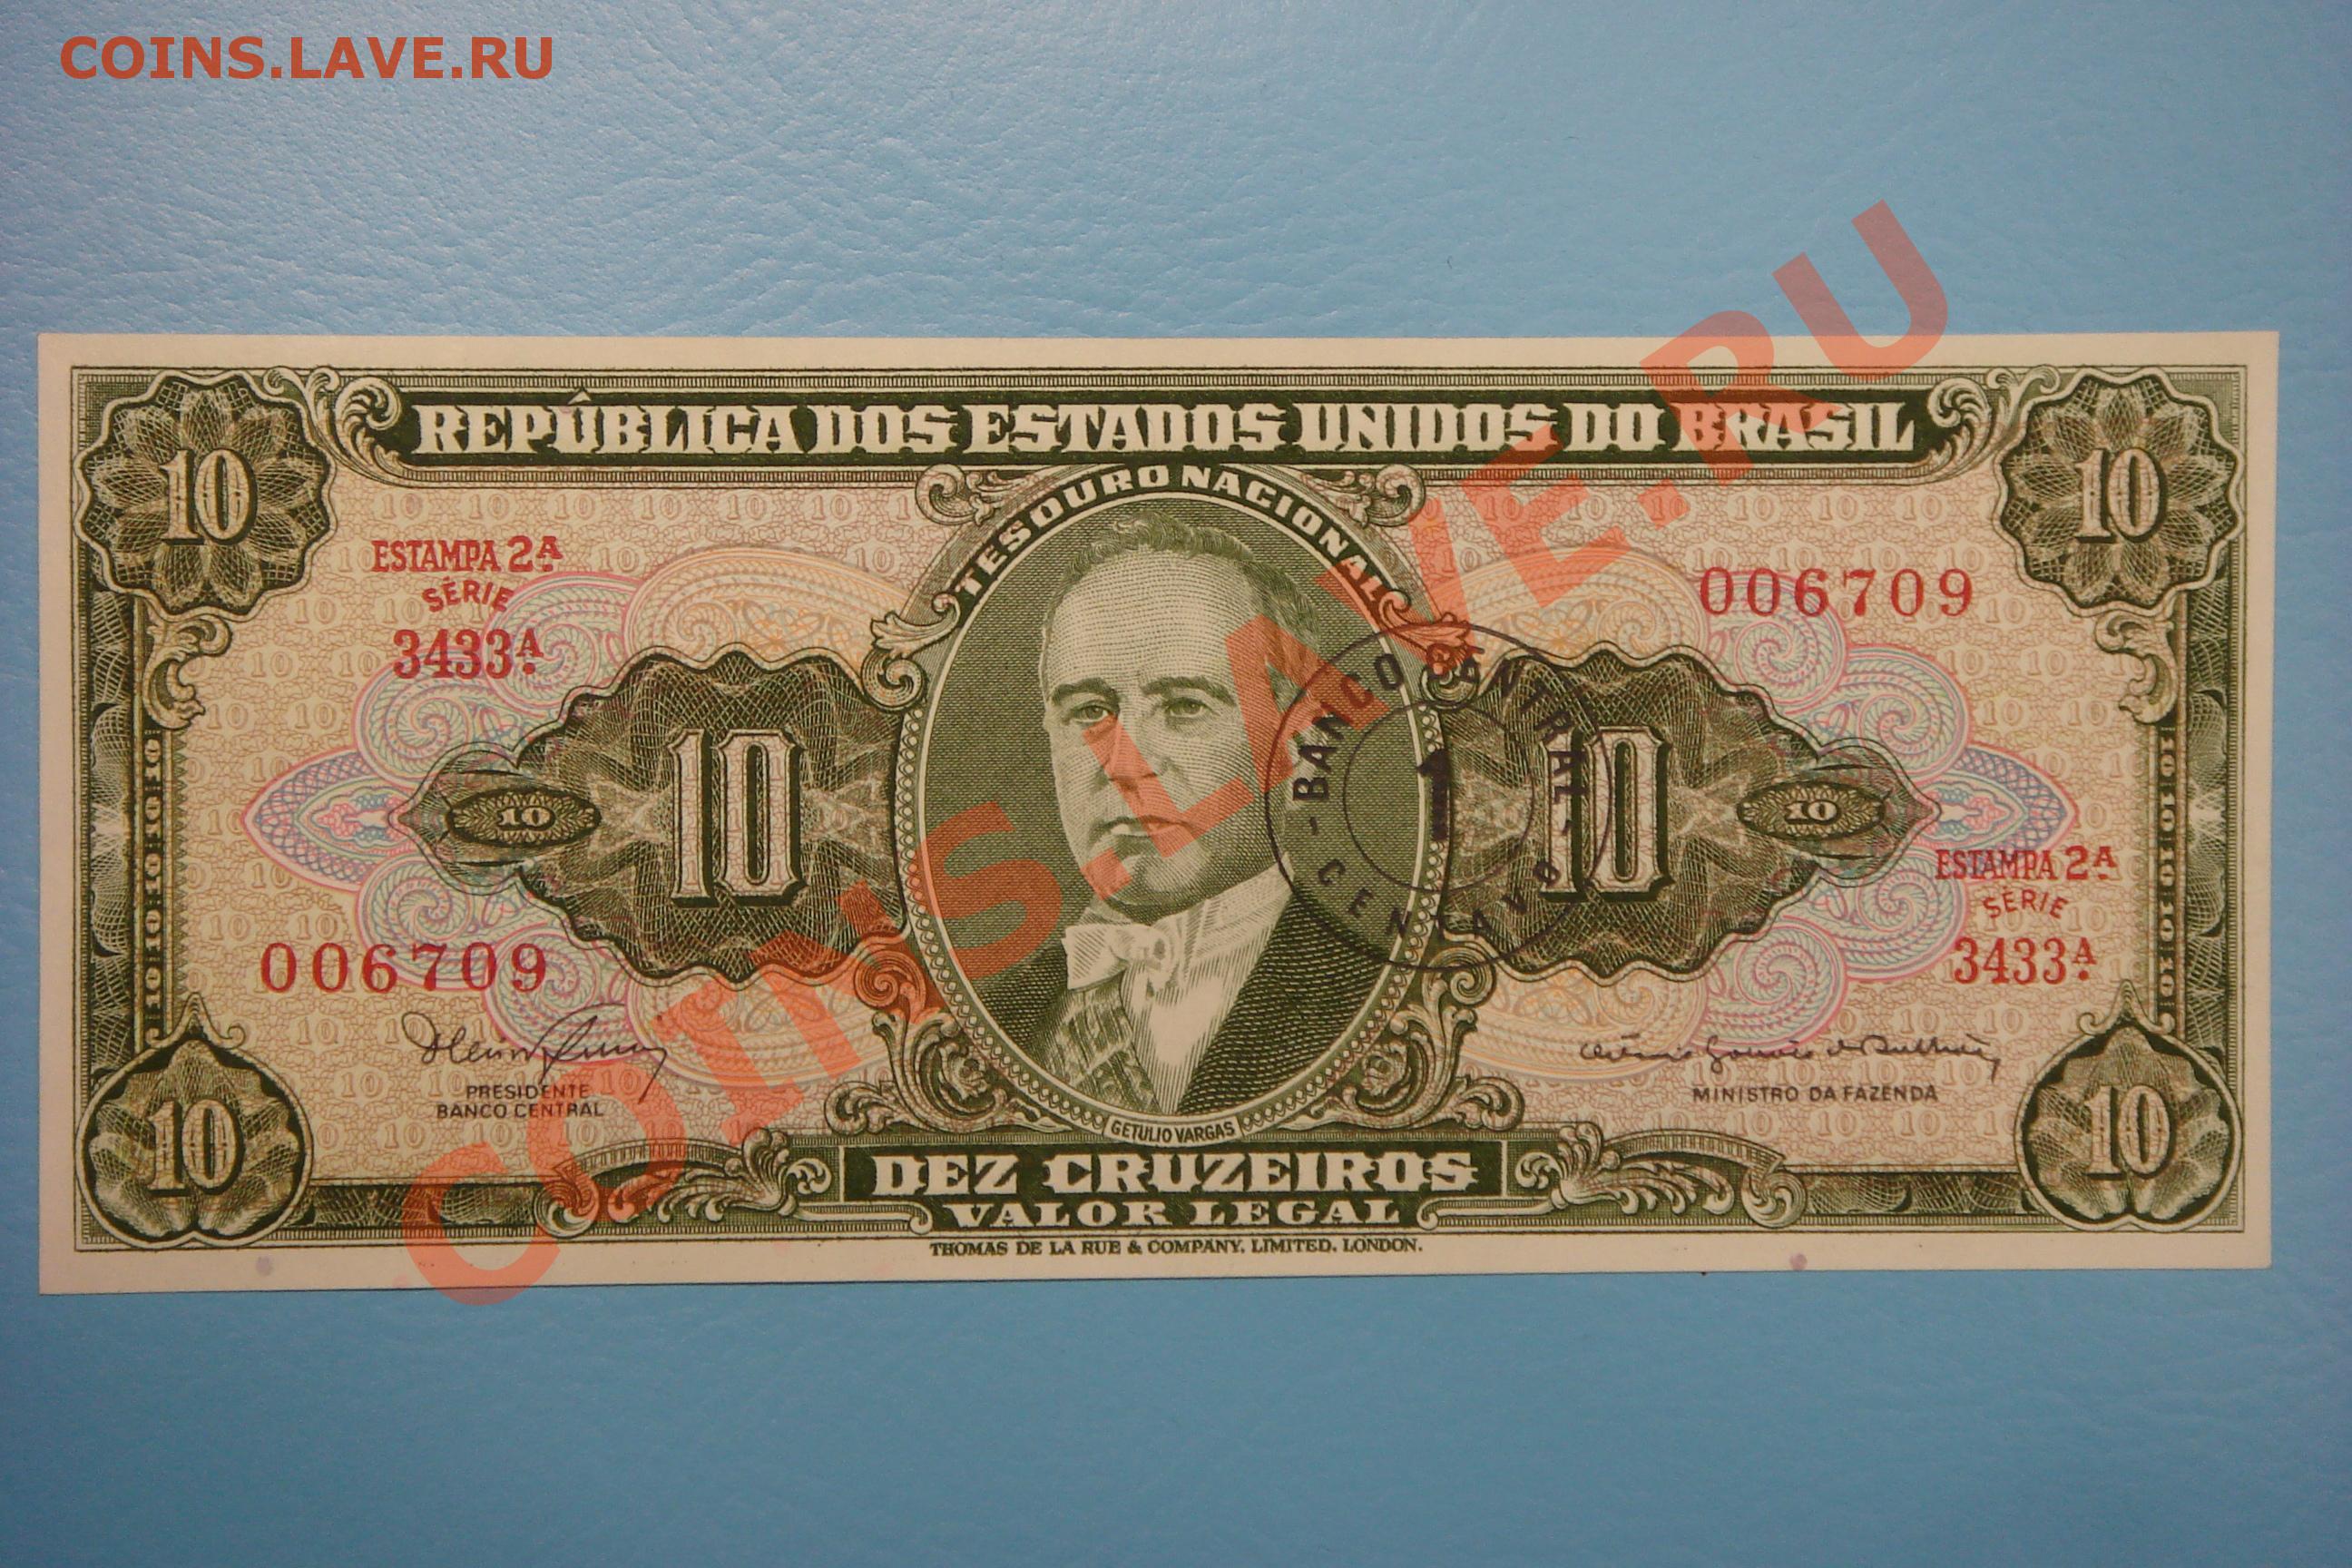 COINS.LAVE.RU
REPÚBLICA DOS ESTADOS UNIDOS DO BRASIL
TESOURO NACIONAL
10
10
ESTAMPA 2A
SÉRIE
3433A
006709
BANCO CENTRAL
1
CENTAVO
10
10
10
10
ESTAMPA 2A
SÉRIE
3433A
006709
PRESIDENTE
BANCO CENTRAL
MINISTRO DA FAZENDA
GETULIO VARGAS
10
10
DEZ CRUZEIROS
VALOR LEGAL
THOMAS DE LA RUE & COMPANY, LIMITED, LONDON.
COINS.LAVE.RU